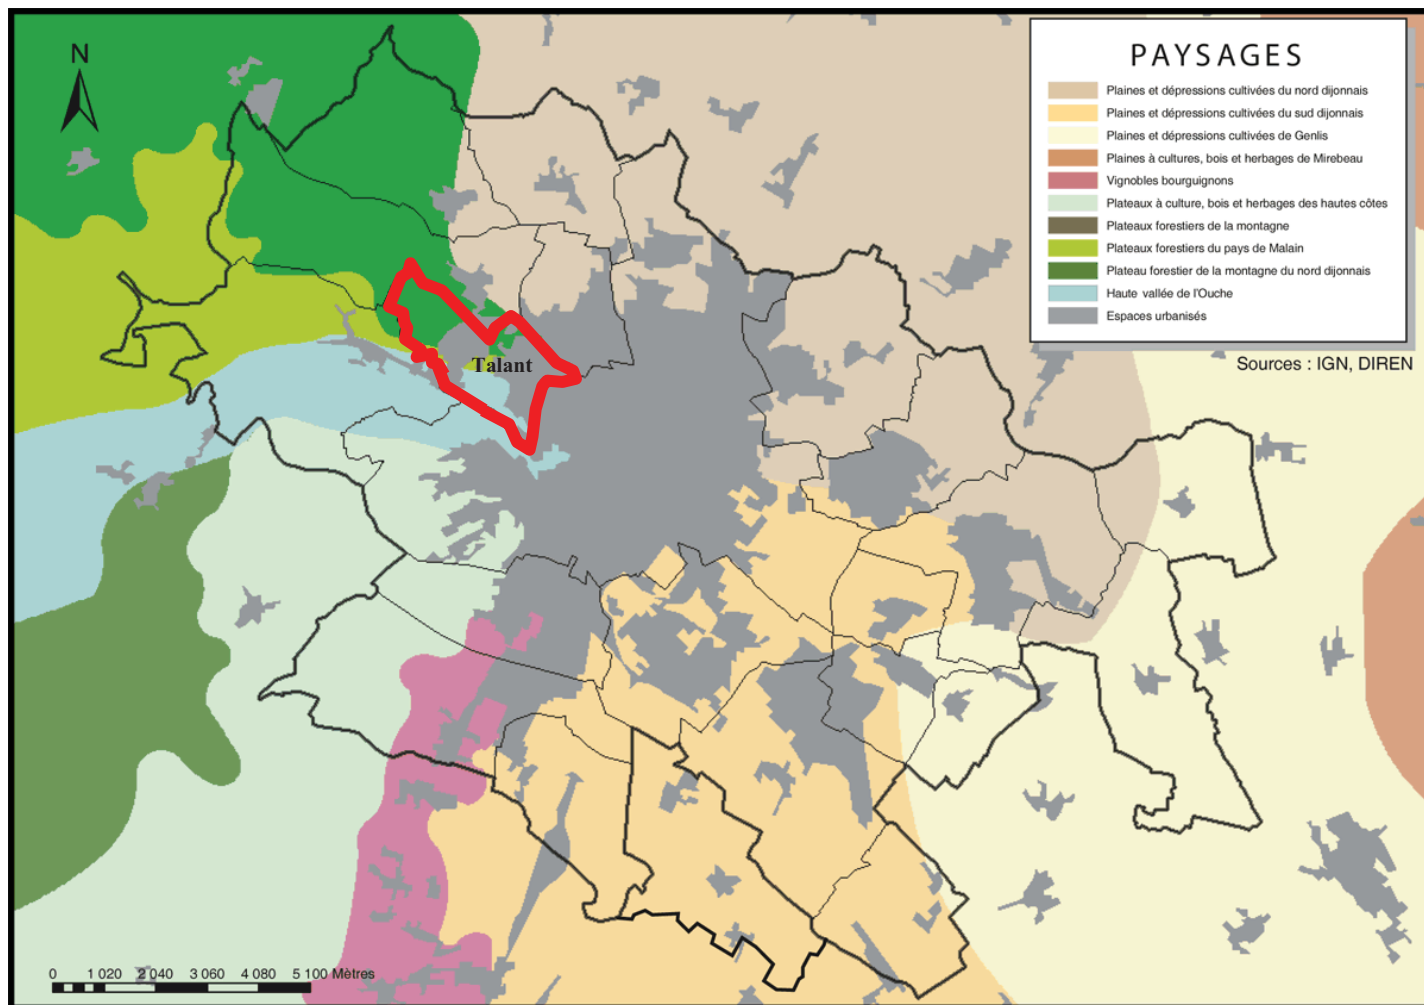 N
PAYSAGES
Plaines et dépressions cultivées du nord dijonnais
Plaines et dépressions cultivées du sud dijonnais
Plaines et dépressions cultivées de Genlis
Plaines à cultures, bois et herbages de Mirebeau
Vignobles bourguignons
Plateaux à culture, bois et herbages des hautes côtes
Plateaux forestiers de la montagne
Plateaux forestiers du pays de Malain
Plateau forestier de la montagne du nord dijonnais
Haute vallée de l'Ouche
Espaces urbanisés
Sources : IGN, DIREN
Talant
0 1 020 2 040 3 060 4 080 5 100 Mètres